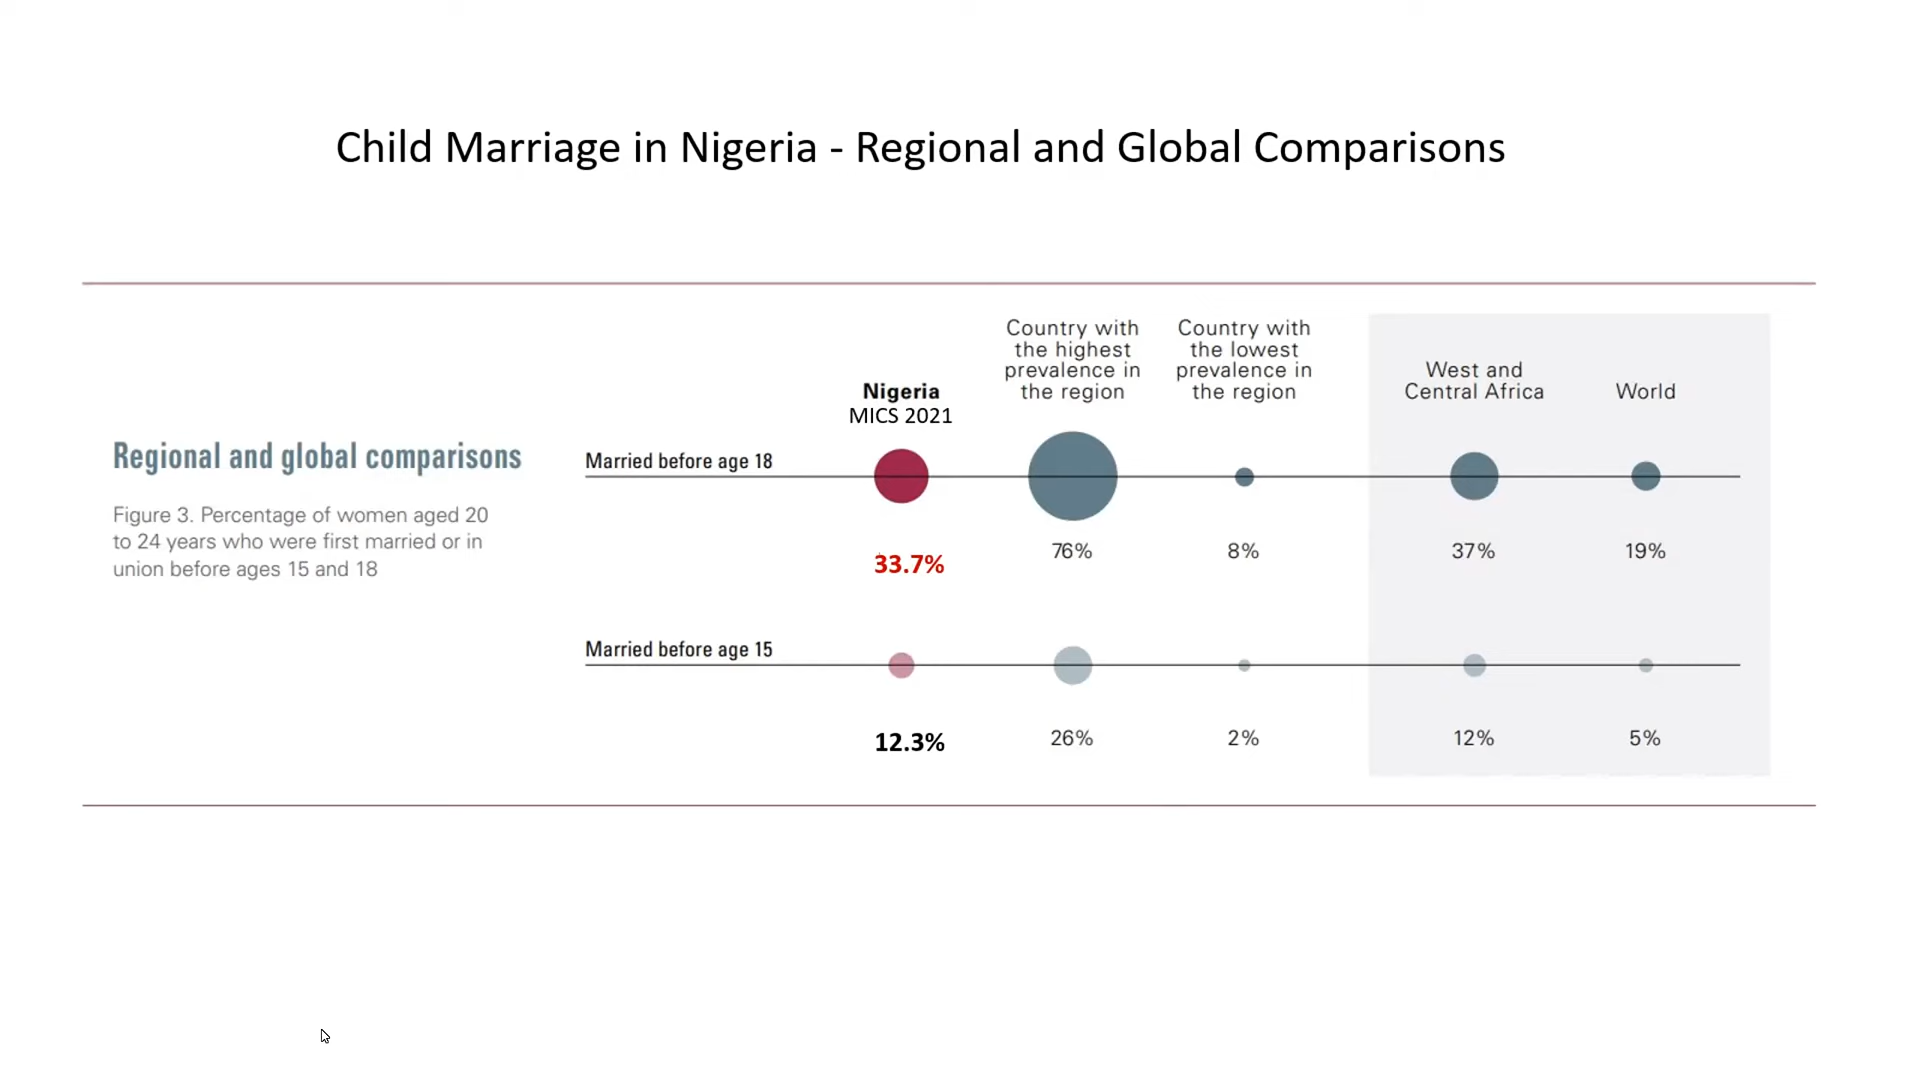 Child Marriage in Nigeria - Regional and Global Comparisons
Regional and global comparisons
Figure 3. Percentage of women aged 20
to 24 years who were first married or in
union before ages 15 and 18
Nigeria
MICS 2021
Country with
the highest
prevalence in
the region
Country with
the lowest
prevalence in
the region
West and
Central Africa
World
Married before age 18
33.7%
76%
8%
37%
19%
Married before age 15
12.3%
26%
2%
12%
5%